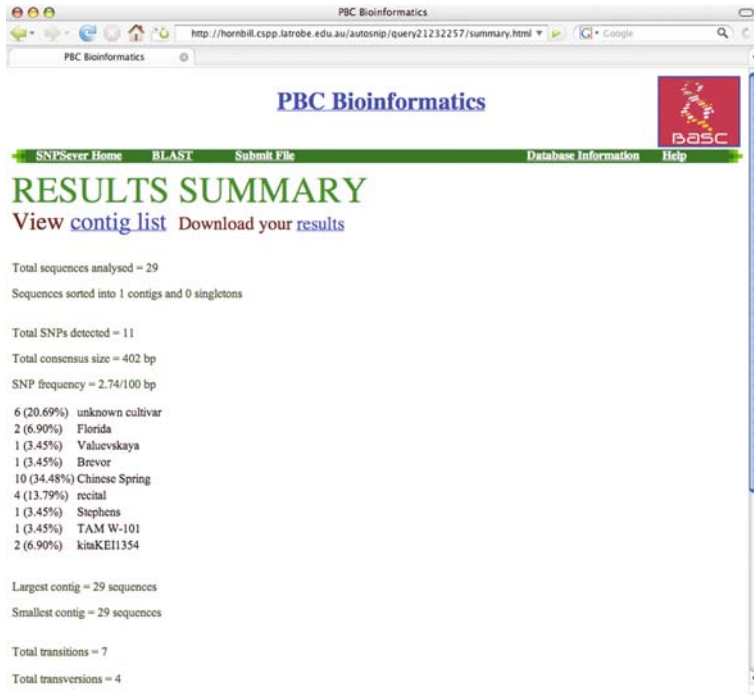 PBC Bioinformatics
http://hornbill.cspp.latrobe.edu.au/autosnip/query21232257/summary.html
G Google
PBC Bioinformatics
PBC Bioinformatics
BASC
SNPSever Home BLAST Submit File Database Information Help
RESULTS SUMMARY
View contig list Download your results
Total sequences analysed = 29
Sequences sorted into 1 contigs and 0 singletons
Total SNPs detected = 11
Total consensus size = 402 bp
SNP frequency = 2.74/100 bp
6 (20.69%) unknown cultivar
2 (6.90%) Florida
1 (3.45%) Valuevskaya
1 (3.45%) Brevor
10 (34.48%) Chinese Spring
4 (13.79%) recital
1 (3.45%) Stephens
1 (3.45%) TAM W-101
2 (6.90%) kitaKEI1354
Largest contig = 29 sequences
Smallest contig = 29 sequences
Total transitions = 7
Total transversions = 4